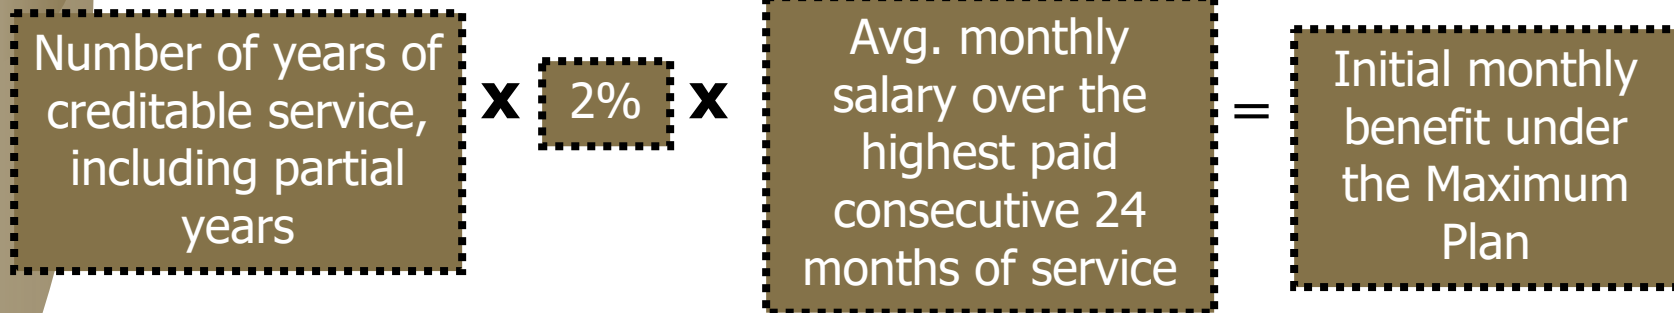 Number of years of
creditable service,
including partial
years
x
2%
x
Avg. monthly
salary over the
highest paid
consecutive 24
months of service
=
Initial monthly
benefit under
the Maximum
Plan